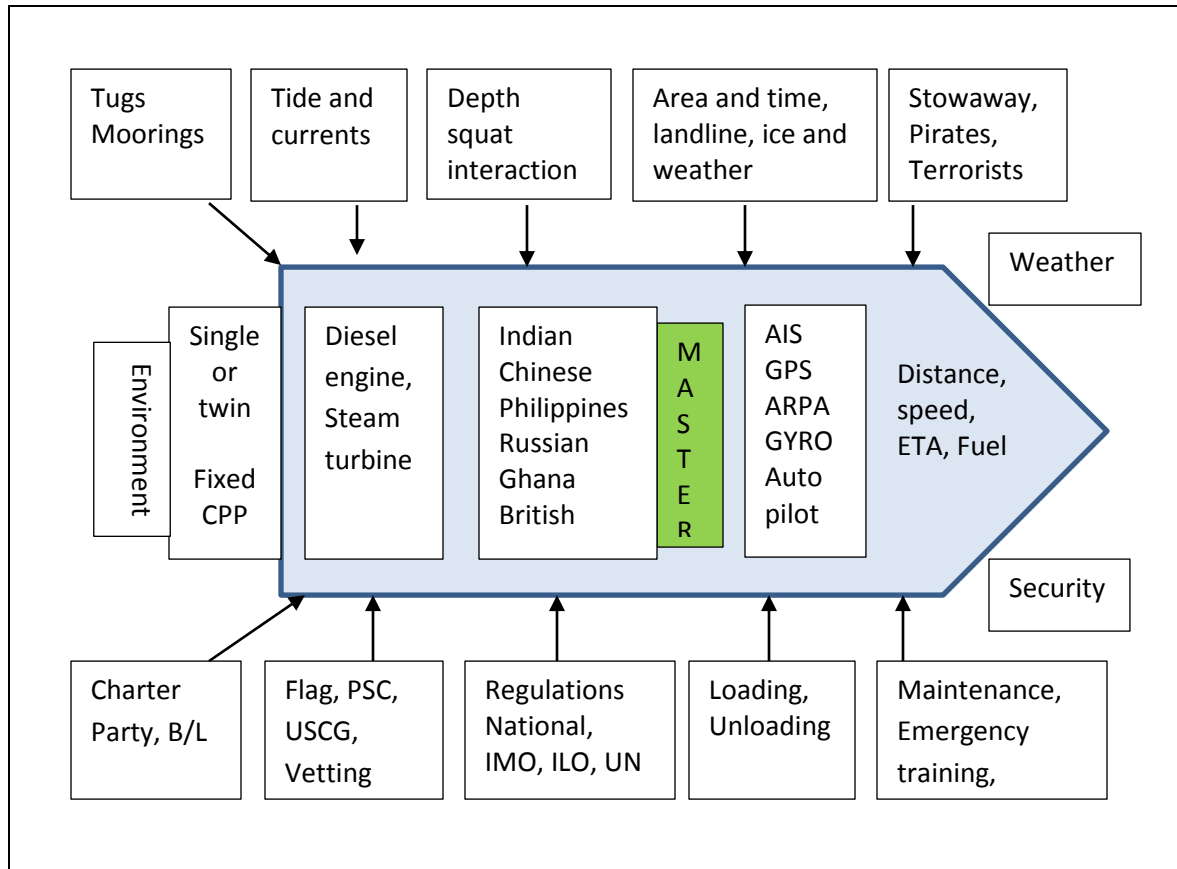 Tugs
Moorings
Tide and
currents
Depth
squat
interaction
Area and time,
landline, ice and
weather
Stowaway,
Pirates,
Terrorists
Weather
Environment
Single
or
twin
Fixed
CPP
Diesel
engine,
Steam
turbine
Indian
Chinese
Philippines
Russian
Ghana
British
M
A
S
T
E
R
AIS
GPS
ARPA
GYRO
Auto
pilot
Distance,
speed,
ETA, Fuel
Security
Charter
Party, B/L
Flag, PSC,
USCG,
Vetting
Regulations
National,
IMO, ILO, UN
Loading,
Unloading
Maintenance,
Emergency
training,